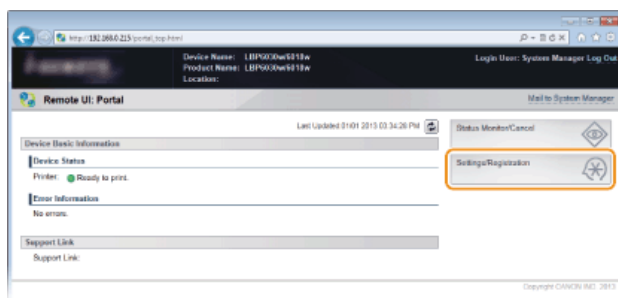 http://192.168.0.215/portal_top.html
Device Name: LBP6030w/6018w
Product Name: LBP6030w/6018w
Location:
Login User: System Manager Log Out
Remote UI: Portal
Mail to System Manager
Last Updated 01/01 2013 03:34:26 PM
Device Basic Information
Device Status
Printer: Ready to print.
Error Information
No errors.
Support Link
Support Link:
Status Monitor/Cancel
Settings/Registration
Copyright CANON INC. 2013